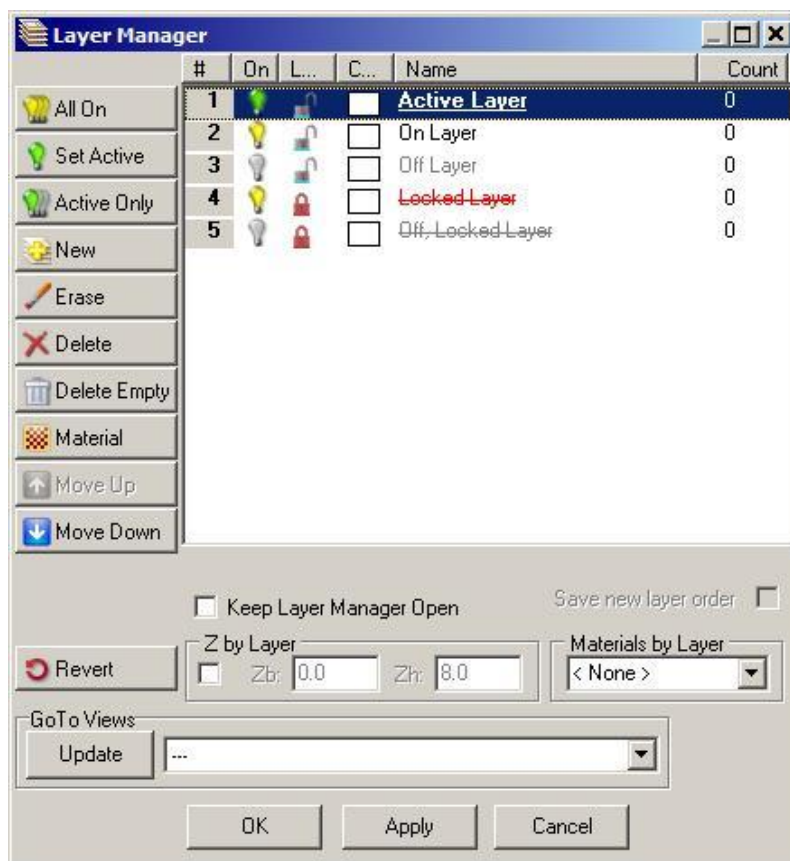 Layer Manager
# On L... C... Name Count
All On
Set Active
Active Only
New
Erase
Delete
Delete Empty
Material
Move Up
Move Down
1 Active Layer 0
2 On Layer 0
3 Off Layer 0
4 Locked Layer 0
5 Off, Locked Layer 0
Keep Layer Manager Open
Save new layer order
Revert
Z by Layer
Zb: 0.0 Zh: 8.0
Materials by Layer
< None >
GoTo Views
Update ---
OK Apply Cancel